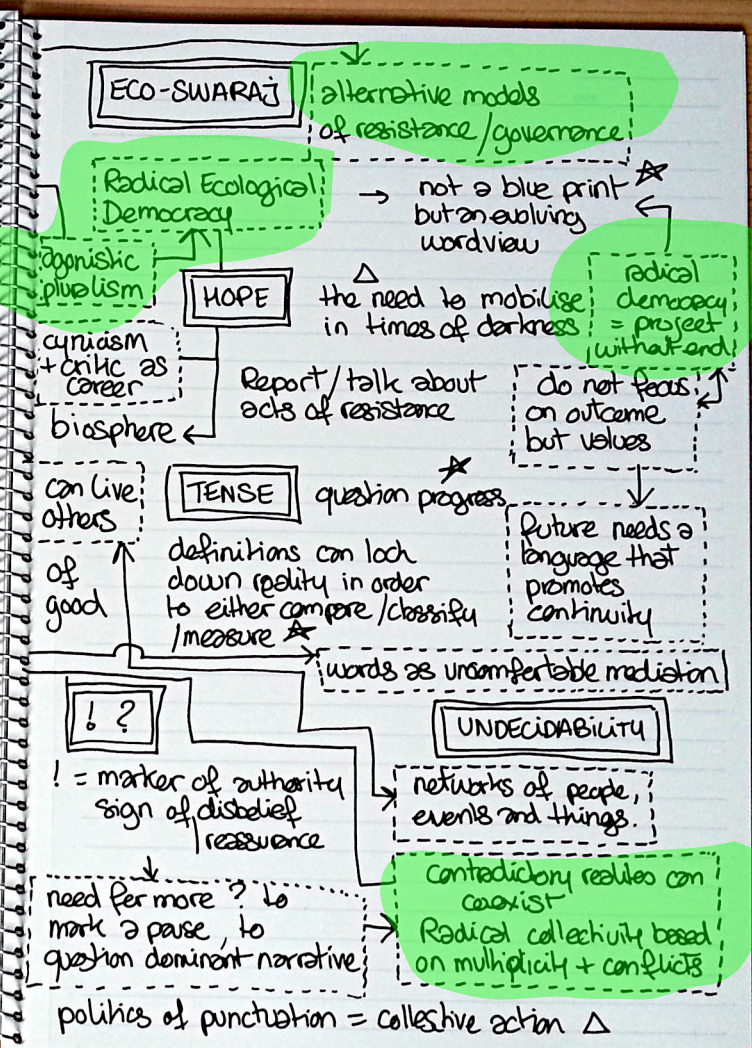 ECO-SWARAJ
alternative models
of resistance/governance
Radical Ecological
Democracy
→ not a blue print
but an evolving
wordview
agonistic
pluralism
HOPE
the need to mobilise
in times of darkness
radical
democracy
= project
without end
cynicism
+ critic as
career
biosphere
Report/talk about
acts of resistance
do not focus
on outcome
but values
can live
others
TENSE
question progress
future needs a
language that
promotes
continuity
of
good
definitions can lock
down reality in order
to either compare/classify
/measure
words as uncomfortable mediation
! ?
UNDECIDABILITY
! = marker of authority
sign of disbelief
/reassurance
networks of people,
events and things.
need for more ? to
mark a pause, to
question dominant narrative
contradictory realites can
coexist
Radical collectivity based
on multiplicity + conflicts
politics of punctuation = collective action △